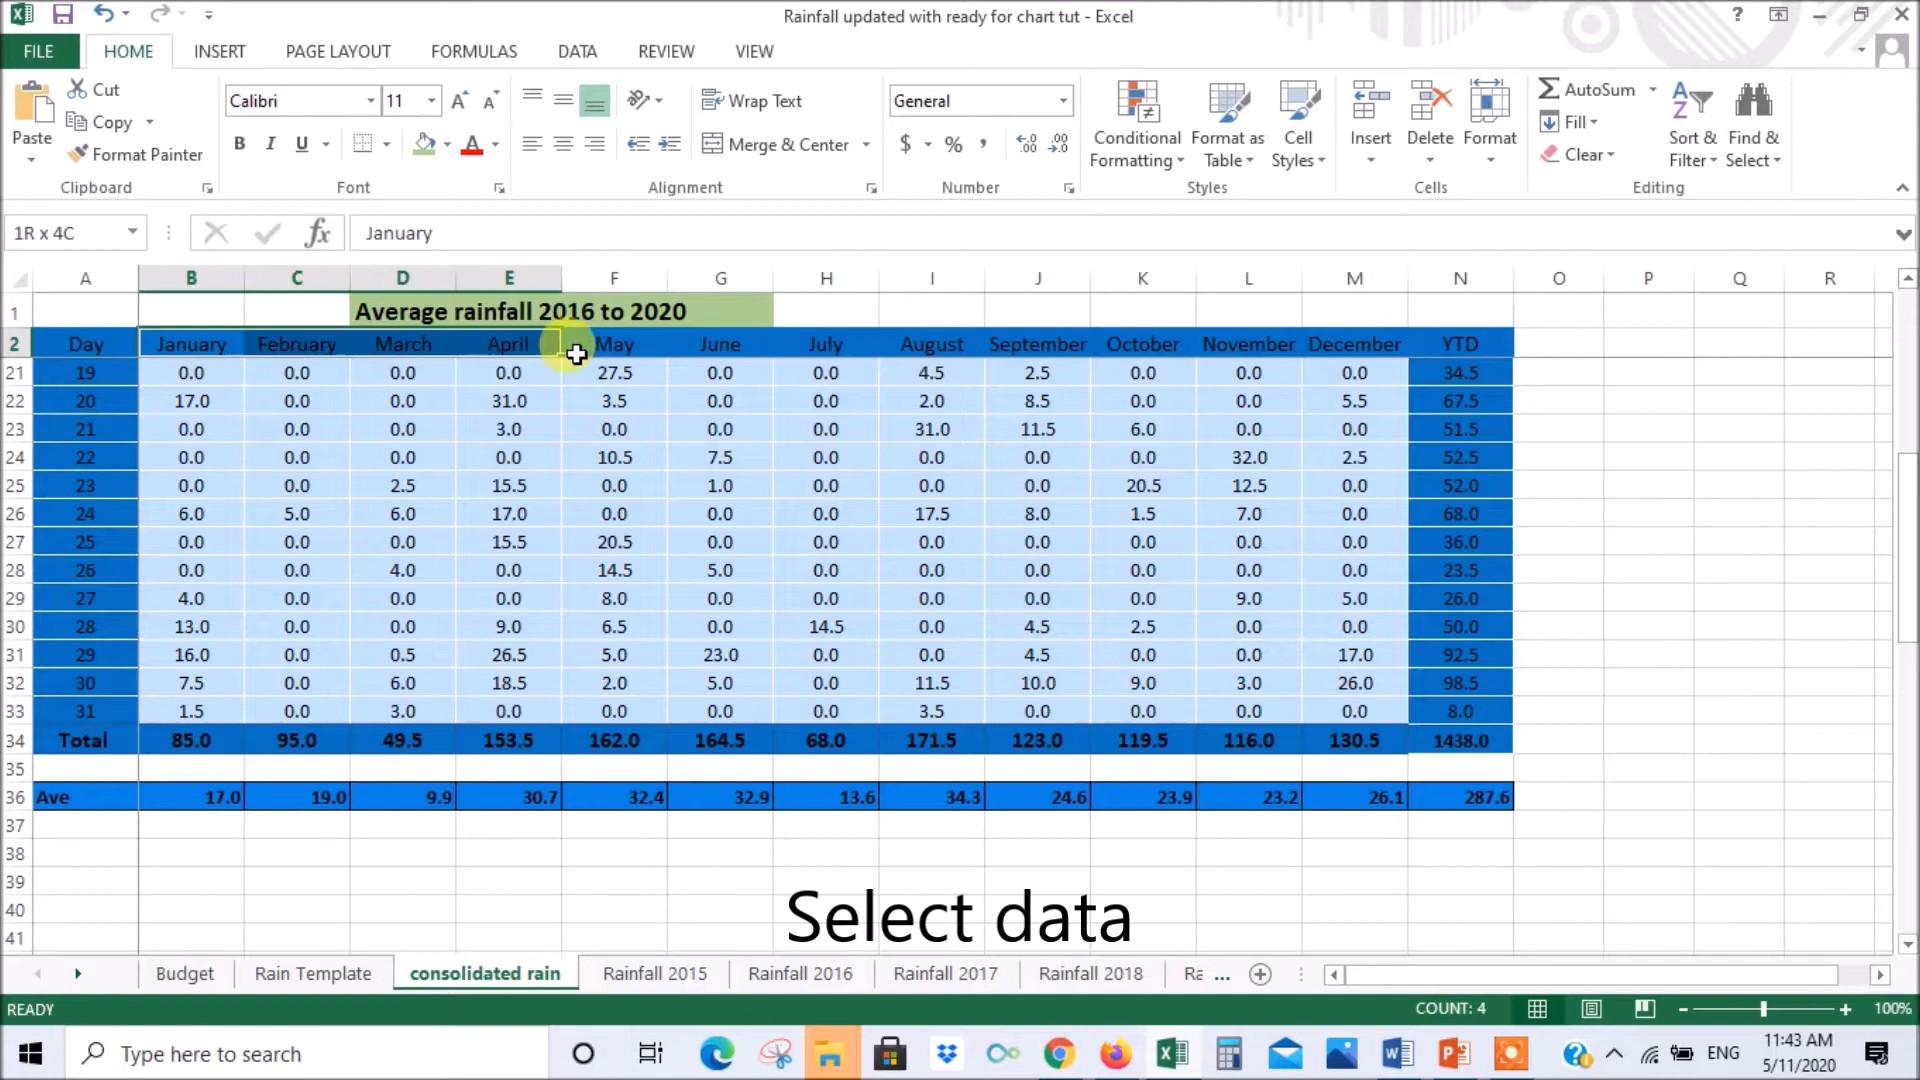 Rainfall updated with ready for chart tut - Excel
FILE HOME INSERT PAGE LAYOUT FORMULAS DATA REVIEW VIEW
Paste Cut Copy Format Painter Clipboard
Calibri 11 B I U Font
Wrap Text Merge & Center Alignment
General $ % , Number
Conditional Formatting Format as Table Cell Styles Styles
Insert Delete Format Cells
AutoSum Fill Clear Sort & Filter Find & Select Editing
1R x 4C fx January
A B C D E F G H I J K L M N O P Q R
1 Average rainfall 2016 to 2020
2 Day January February March April May June July August September October November December YTD
21 19 0.0 0.0 0.0 0.0 27.5 0.0 0.0 4.5 2.5 0.0 0.0 0.0 34.5
22 20 17.0 0.0 0.0 31.0 3.5 0.0 0.0 2.0 8.5 0.0 0.0 5.5 67.5
23 21 0.0 0.0 0.0 3.0 0.0 0.0 0.0 31.0 11.5 6.0 0.0 0.0 51.5
24 22 0.0 0.0 0.0 0.0 10.5 7.5 0.0 0.0 0.0 0.0 32.0 2.5 52.5
25 23 0.0 0.0 2.5 15.5 0.0 1.0 0.0 0.0 0.0 20.5 12.5 0.0 52.0
26 24 6.0 5.0 6.0 17.0 0.0 0.0 0.0 17.5 8.0 1.5 7.0 0.0 68.0
27 25 0.0 0.0 0.0 15.5 20.5 0.0 0.0 0.0 0.0 0.0 0.0 0.0 36.0
28 26 0.0 0.0 4.0 0.0 14.5 5.0 0.0 0.0 0.0 0.0 0.0 0.0 23.5
29 27 4.0 0.0 0.0 0.0 8.0 0.0 0.0 0.0 0.0 0.0 9.0 5.0 26.0
30 28 13.0 0.0 0.0 9.0 6.5 0.0 14.5 0.0 4.5 2.5 0.0 0.0 50.0
31 29 16.0 0.0 0.5 26.5 5.0 23.0 0.0 0.0 4.5 0.0 0.0 17.0 92.5
32 30 7.5 0.0 6.0 18.5 2.0 5.0 0.0 11.5 10.0 9.0 3.0 26.0 98.5
33 31 1.5 0.0 3.0 0.0 0.0 0.0 0.0 3.5 0.0 0.0 0.0 0.0 8.0
34 Total 85.0 95.0 49.5 153.5 162.0 164.5 68.0 171.5 123.0 119.5 116.0 130.5 1438.0
35
36 Ave 17.0 19.0 9.9 30.7 32.4 32.9 13.6 34.3 24.6 23.9 23.2 26.1 287.6
37
38
39
40
41
Select data
Budget Rain Template consolidated rain Rainfall 2015 Rainfall 2016 Rainfall 2017 Rainfall 2018 Ra ...
READY COUNT: 4 100%
Type here to search ENG 11:43 AM
5/11/2020